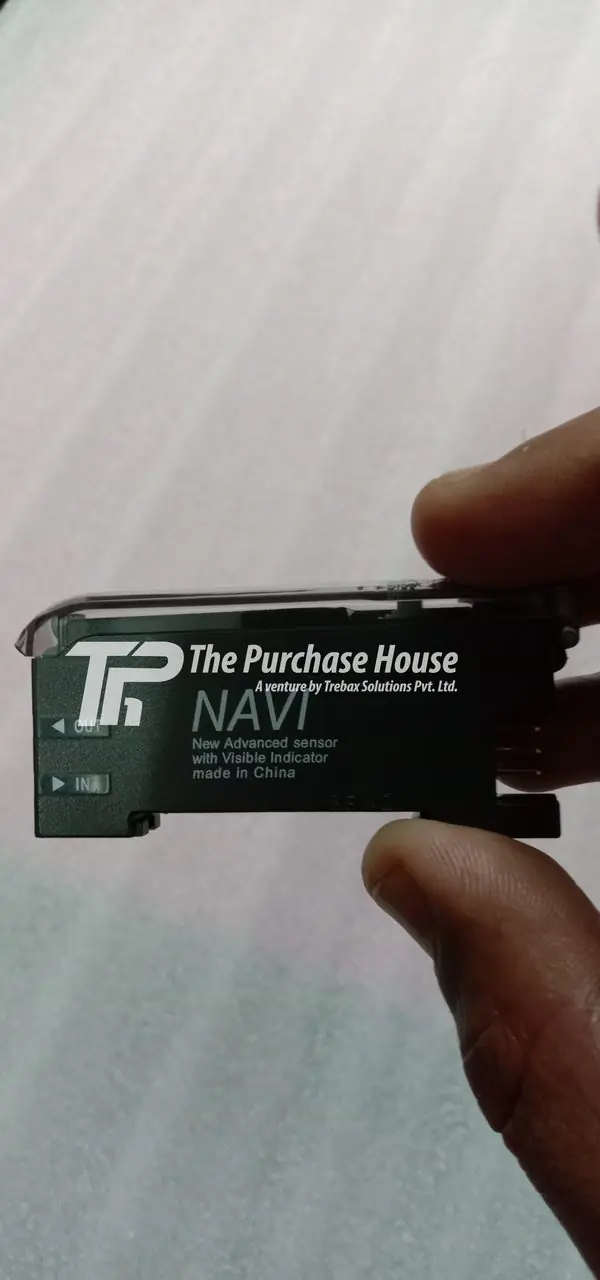 TPh The Purchase House
A venture by Trebax Solutions Pvt. Ltd.
NAVI
◀ OUT
New Advanced sensor
with Visible Indicator
made in China
▶ IN